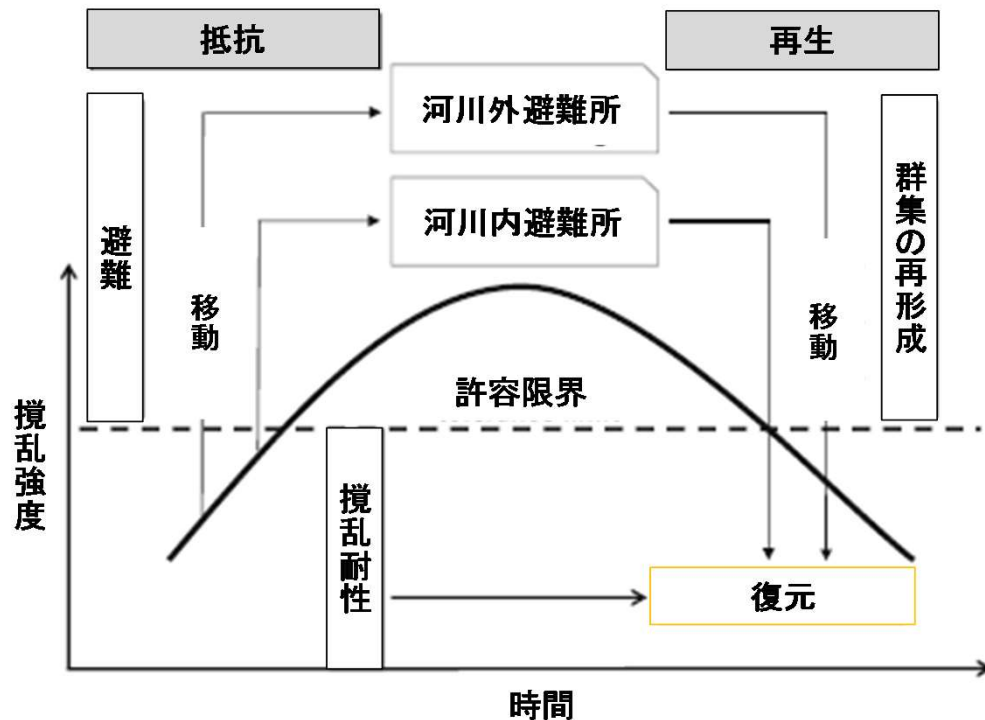 抵抗
再生
河川外避難所
河川内避難所
避難
移動
移動
群集の再形成
許容限界
撹乱強度
撹乱耐性
復元
時間